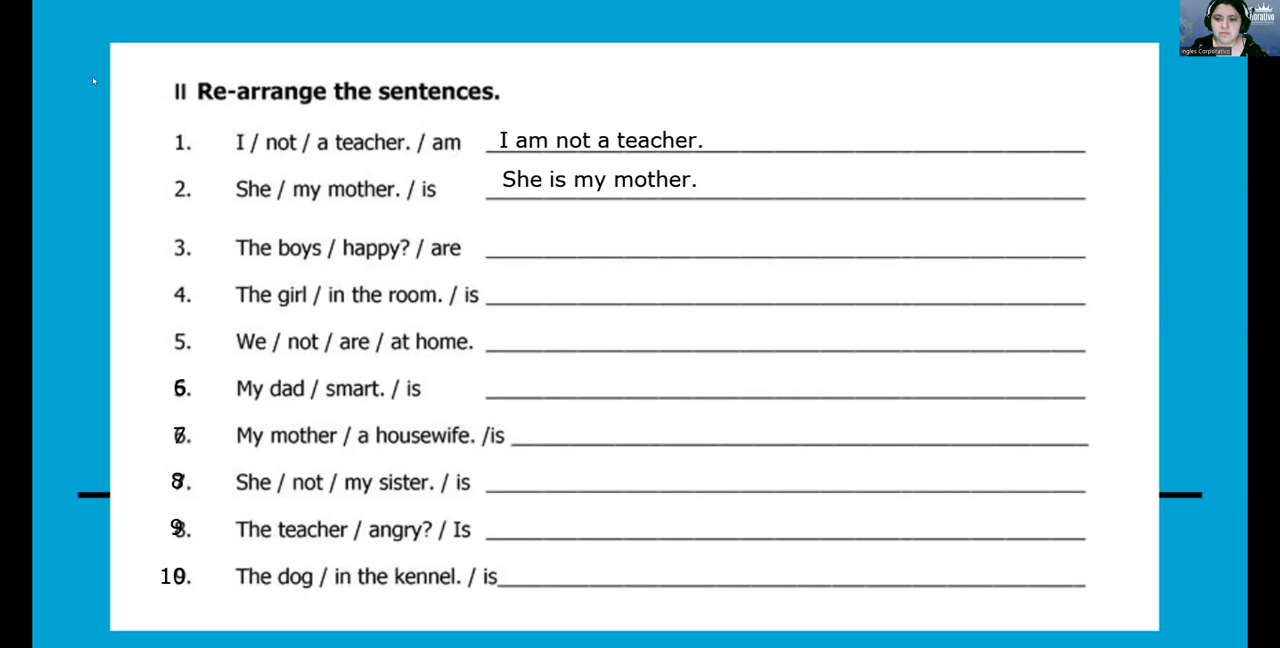 orativo
Ingles Corporativo
II Re-arrange the sentences.
1. I / not / a teacher. / am I am not a teacher.
2. She / my mother. / is She is my mother.
3. The boys / happy? / are
4. The girl / in the room. / is
5. We / not / are / at home.
6. My dad / smart. / is
7. My mother / a housewife. /is
8. She / not / my sister. / is
9. The teacher / angry? / Is
10. The dog / in the kennel. / is